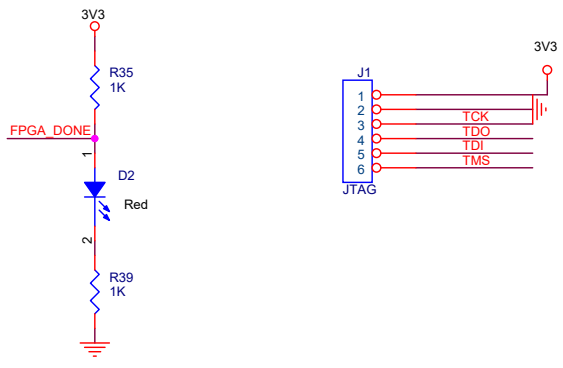 3V3
R35
1K
FPGA_DONE
1
D2
Red
2
R39
1K
3V3
J1
1
2
3
TCK
4
TDO
5
TDI
6
TMS
JTAG